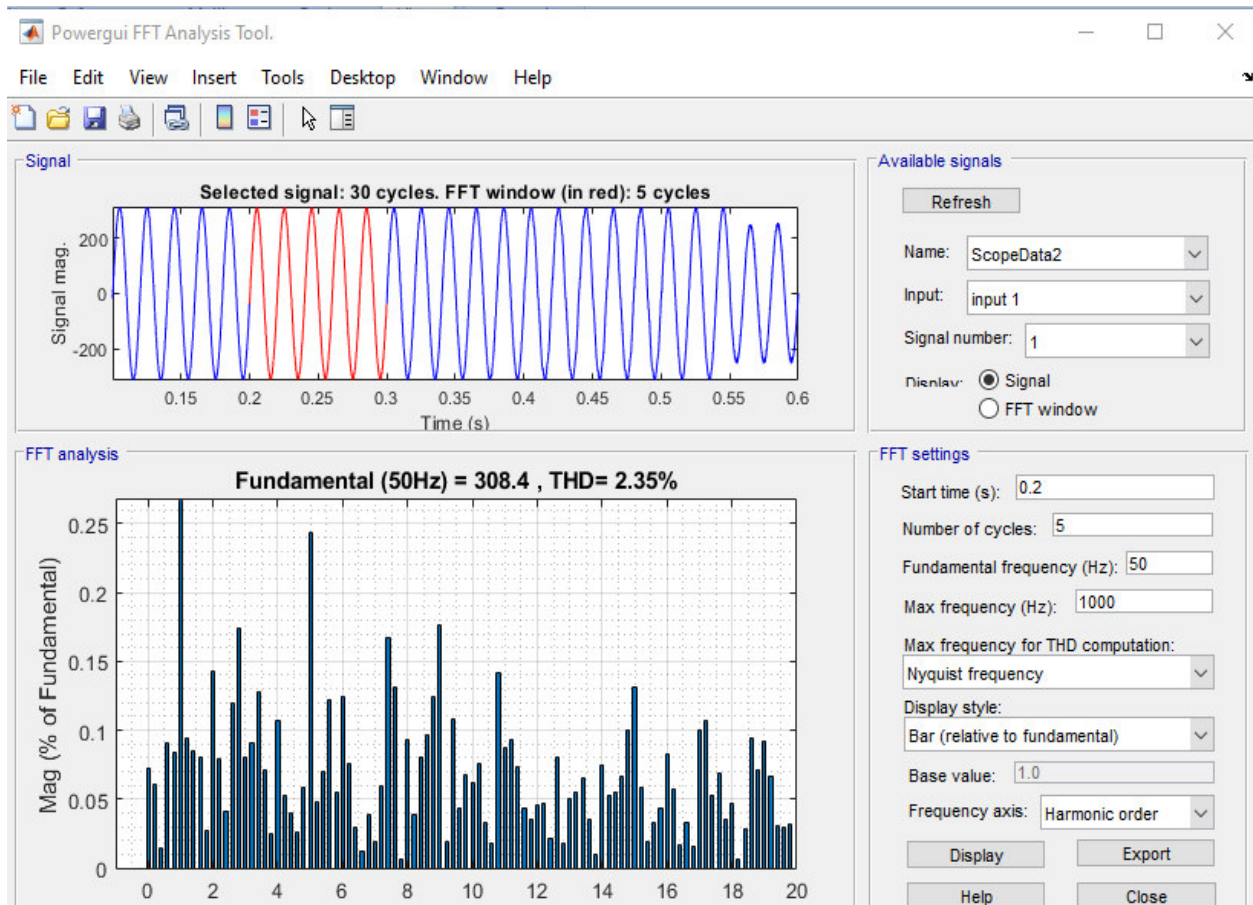 Powergui FFT Analysis Tool.
File Edit View Insert Tools Desktop Window Help
Signal
Selected signal: 30 cycles. FFT window (in red): 5 cycles
Signal mag.
200
0
-200
0.15 0.2 0.25 0.3 0.35 0.4 0.45 0.5 0.55 0.6
Time (s)
Available signals
Refresh
Name: ScopeData2
Input: input 1
Signal number: 1
Display: Signal
FFT window
FFT analysis
Fundamental (50Hz) = 308.4 , THD= 2.35%
Mag (% of Fundamental)
0.25
0.2
0.15
0.1
0.05
0
0 2 4 6 8 10 12 14 16 18 20
FFT settings
Start time (s): 0.2
Number of cycles: 5
Fundamental frequency (Hz): 50
Max frequency (Hz): 1000
Max frequency for THD computation:
Nyquist frequency
Display style:
Bar (relative to fundamental)
Base value: 1.0
Frequency axis: Harmonic order
Display Export
Help Close